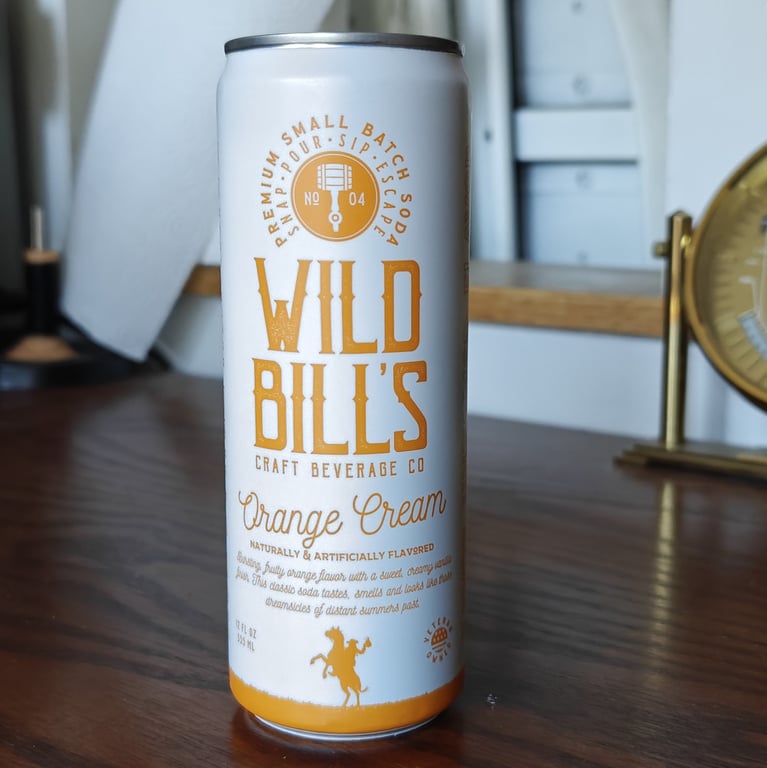 PREMIUM SMALL BATCH SODA
SNAP · POUR · SIP · ESCAPE
Nº 04
WILD
BILL'S
CRAFT BEVERAGE CO
Orange Cream
NATURALLY & ARTIFICIALLY FLAVORED
Bursting, fruity orange flavor with a sweet, creamy vanilla
finish. This classic soda tastes, smells and looks like those
dreamsicles of distant summers past.
12 FL OZ
355 ML
VETERAN
OWNED